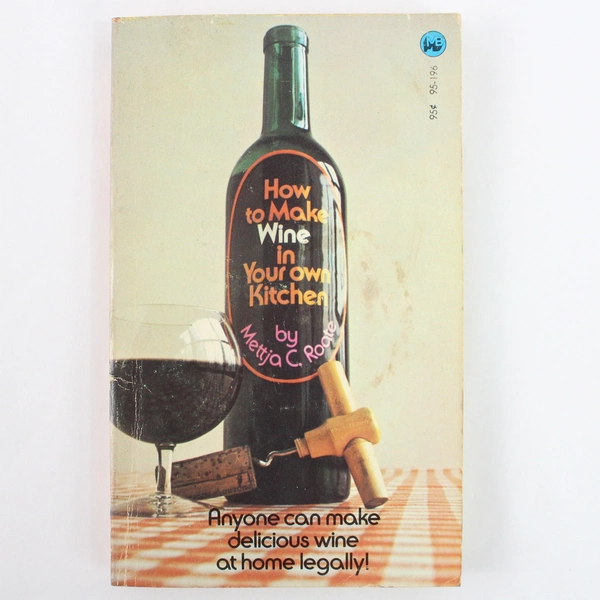 MB
95¢ 95-196
How
to Make
Wine
in
Your own
Kitchen
by
Mettja C. Roate
Anyone can make
delicious wine
at home legally!